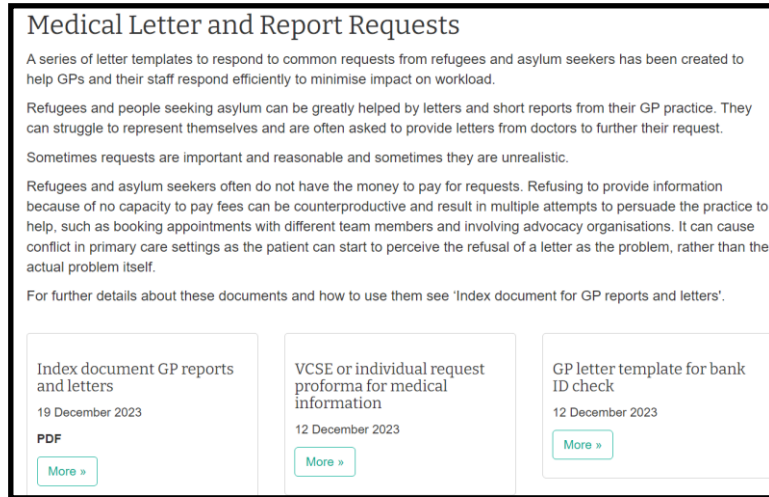 Medical Letter and Report Requests
A series of letter templates to respond to common requests from refugees and asylum seekers has been created to
help GPs and their staff respond efficiently to minimise impact on workload.
Refugees and people seeking asylum can be greatly helped by letters and short reports from their GP practice. They
can struggle to represent themselves and are often asked to provide letters from doctors to further their request.
Sometimes requests are important and reasonable and sometimes they are unrealistic.
Refugees and asylum seekers often do not have the money to pay for requests. Refusing to provide information
because of no capacity to pay fees can be counterproductive and result in multiple attempts to persuade the practice to
help, such as booking appointments with different team members and involving advocacy organisations. It can cause
conflict in primary care settings as the patient can start to perceive the refusal of a letter as the problem, rather than the
actual problem itself.
For further details about these documents and how to use them see ‘Index document for GP reports and letters'.
Index document GP reports
and letters
19 December 2023
PDF
More »
VCSE or individual request
proforma for medical
information
12 December 2023
More »
GP letter template for bank
ID check
12 December 2023
More »